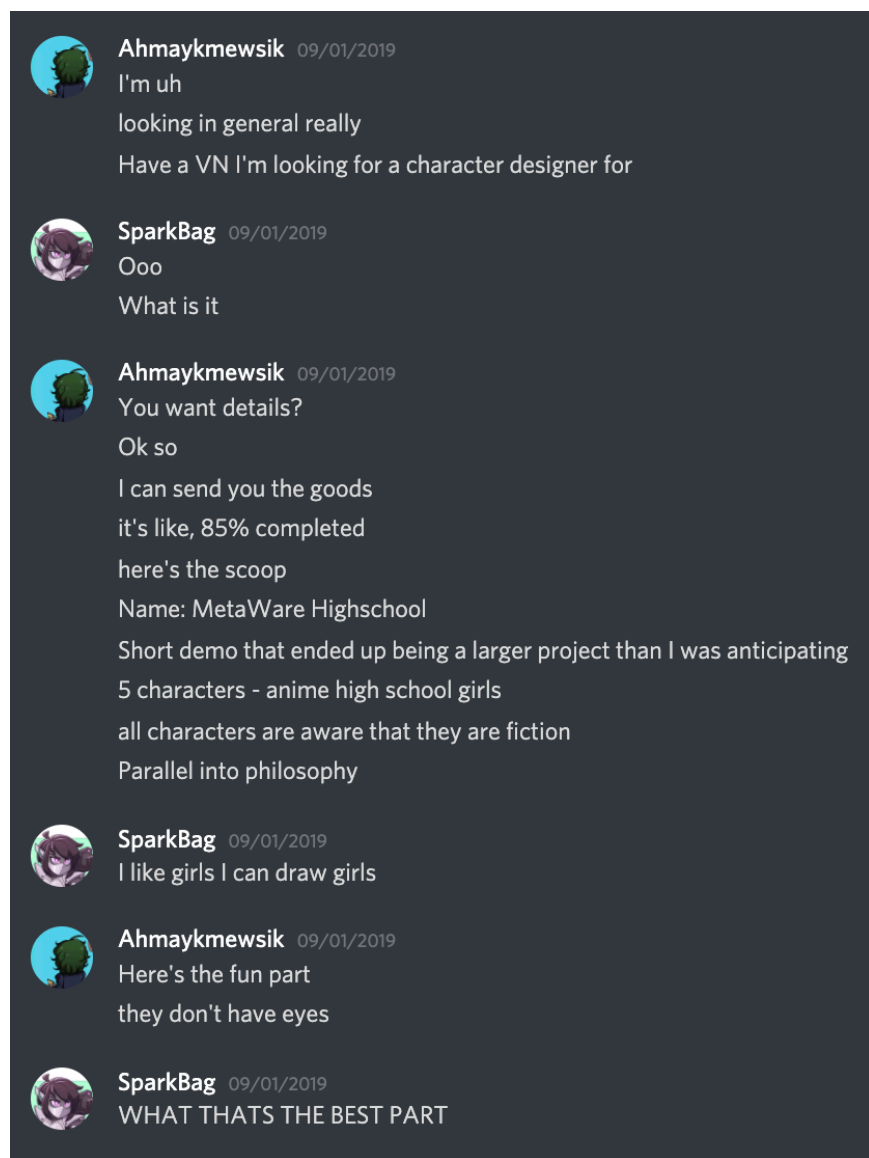 Ahmaykmewsik 09/01/2019
I'm uh
looking in general really
Have a VN I'm looking for a character designer for
SparkBag 09/01/2019
Ooo
What is it
Ahmaykmewsik 09/01/2019
You want details?
Ok so
I can send you the goods
it's like, 85% completed
here's the scoop
Name: MetaWare Highschool
Short demo that ended up being a larger project than I was anticipating
5 characters - anime high school girls
all characters are aware that they are fiction
Parallel into philosophy
SparkBag 09/01/2019
I like girls I can draw girls
Ahmaykmewsik 09/01/2019
Here's the fun part
they don't have eyes
SparkBag 09/01/2019
WHAT THATS THE BEST PART